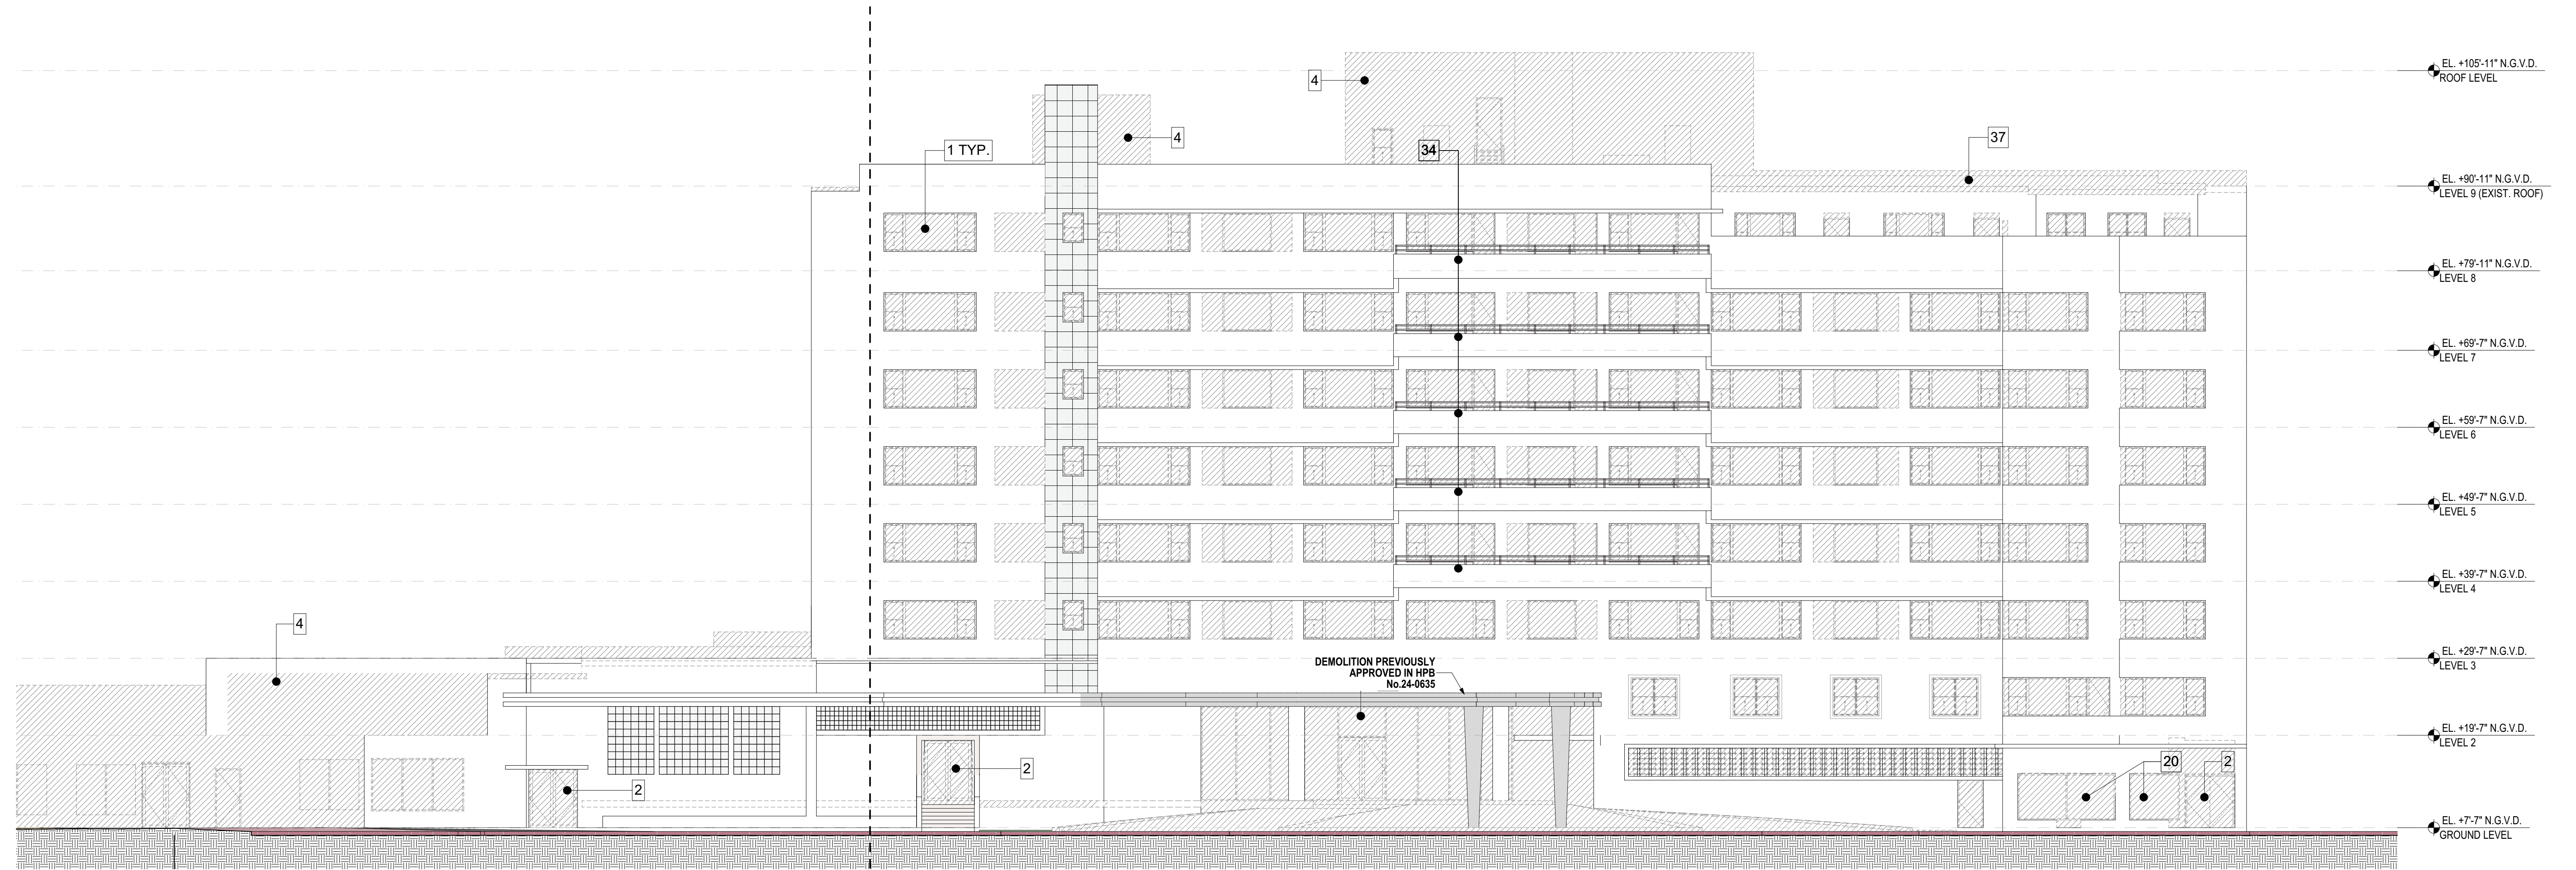 EL. +105'-11" N.G.V.D.
ROOF LEVEL
4
4
1 TYP.
34
37
EL. +90'-11" N.G.V.D.
LEVEL 9 (EXIST. ROOF)
EL. +79'-11" N.G.V.D.
LEVEL 8
EL. +69'-7" N.G.V.D.
LEVEL 7
EL. +59'-7" N.G.V.D.
LEVEL 6
EL. +49'-7" N.G.V.D.
LEVEL 5
EL. +39'-7" N.G.V.D.
LEVEL 4
4
EL. +29'-7" N.G.V.D.
LEVEL 3
DEMOLITION PREVIOUSLY
APPROVED IN HPB
No.24-0635
EL. +19'-7" N.G.V.D.
LEVEL 2
2
2
20
2
EL. +7'-7" N.G.V.D.
GROUND LEVEL